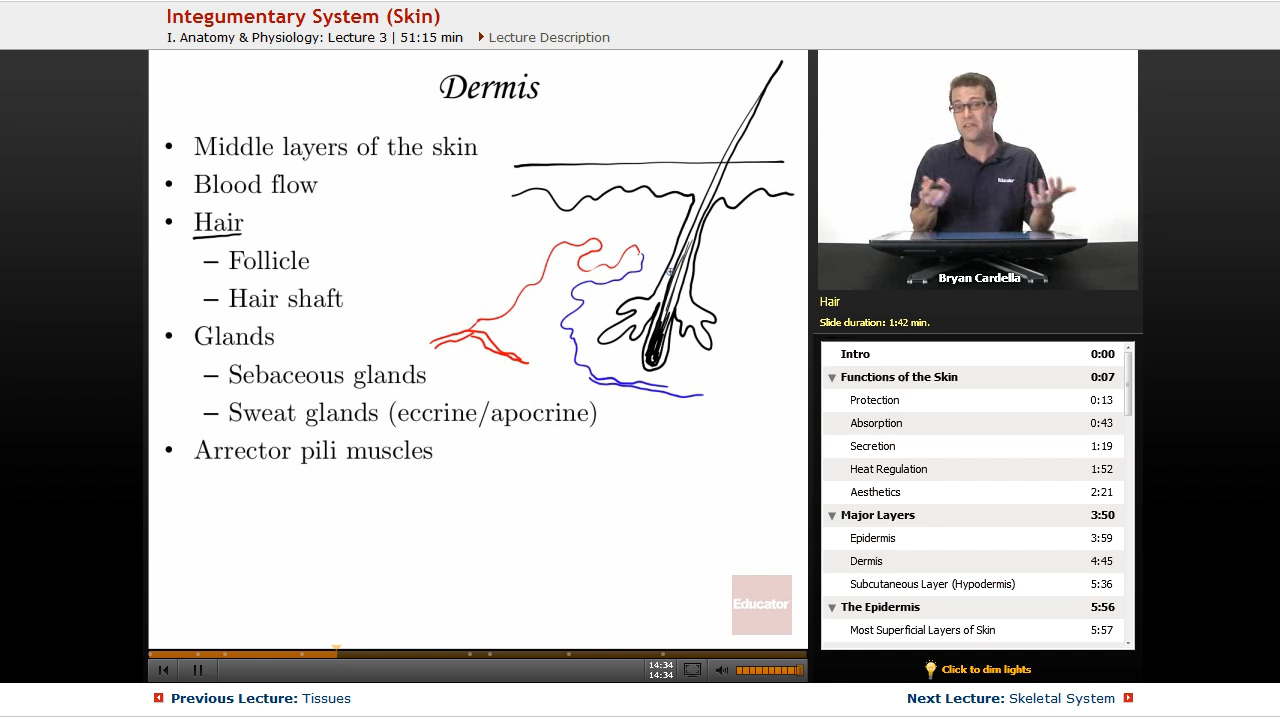 Integumentary System (Skin)
I. Anatomy & Physiology: Lecture 3 | 51:15 min Lecture Description
Dermis
• Middle layers of the skin
• Blood flow
• Hair
– Follicle
– Hair shaft
• Glands
– Sebaceous glands
– Sweat glands (eccrine/apocrine)
• Arrector pili muscles
Educator
14:34
14:34
Educator
Bryan Cardella
Hair
Slide duration: 1:42 min.
Intro 0:00
Functions of the Skin 0:07
Protection 0:13
Absorption 0:43
Secretion 1:19
Heat Regulation 1:52
Aesthetics 2:21
Major Layers 3:50
Epidermis 3:59
Dermis 4:45
Subcutaneous Layer (Hypodermis) 5:36
The Epidermis 5:56
Most Superficial Layers of Skin 5:57
Click to dim lights
Previous Lecture: Tissues
Next Lecture: Skeletal System